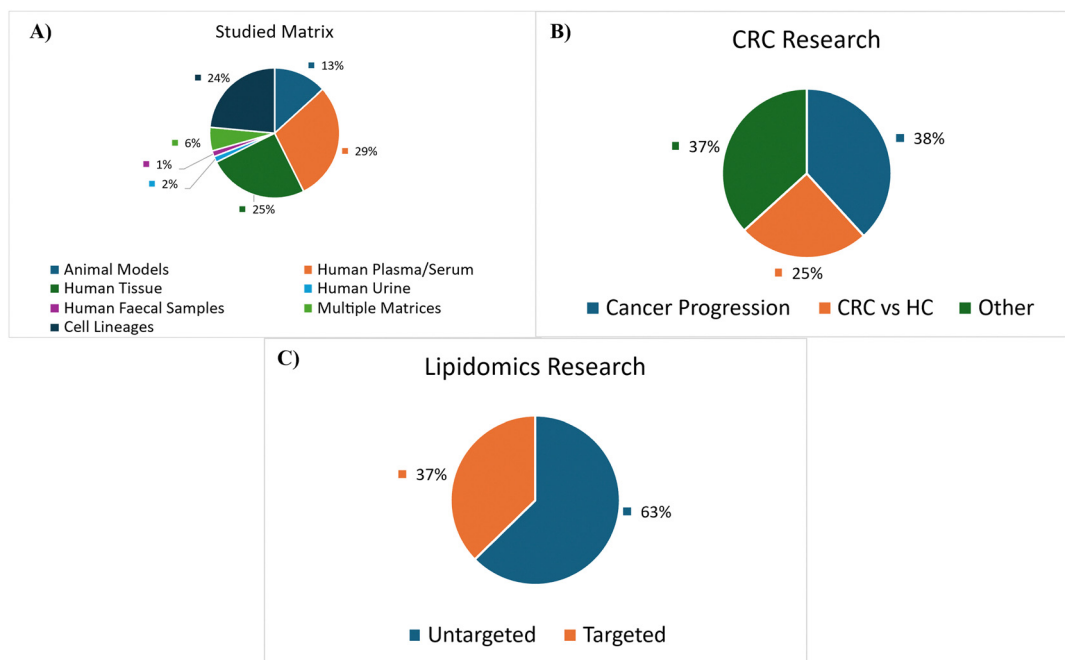 A)
Studied Matrix
13%
29%
25%
2%
1%
6%
24%
Animal Models
Human Plasma/Serum
Human Tissue
Human Urine
Human Faecal Samples
Multiple Matrices
Cell Lineages
B)
CRC Research
38%
25%
37%
Cancer Progression
CRC vs HC
Other
C)
Lipidomics Research
63%
37%
Untargeted
Targeted